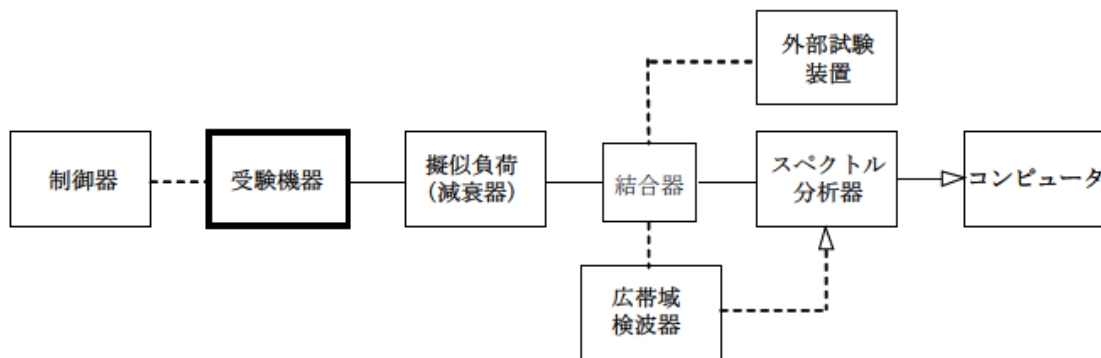 外部試験
装置
制御器
受験機器
擬似負荷
(減衰器)
結合器
スペクトル
分析器
コンピュータ
広帯域
検波器